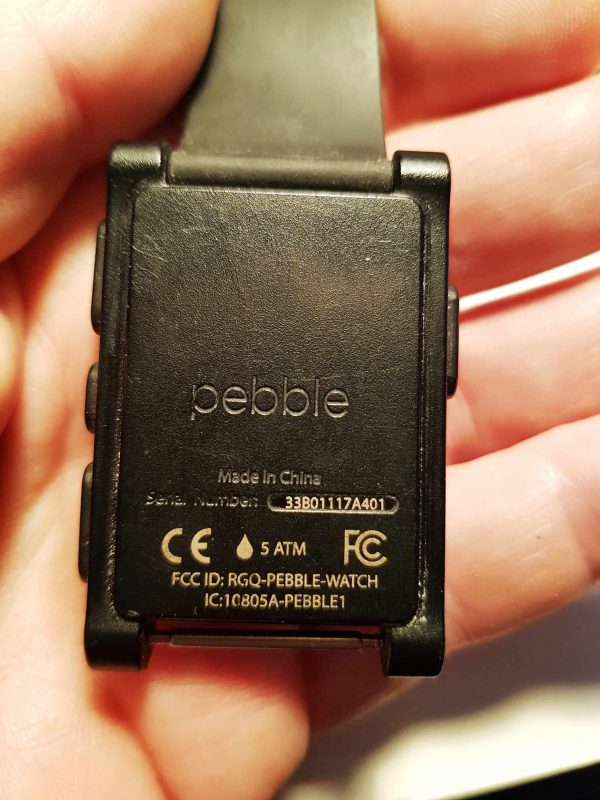 pebble
Made in China
Serial Number: 33B01117A401
CE 5 ATM FC
FCC ID: RGQ-PEBBLE-WATCH
IC:10805A-PEBBLE1